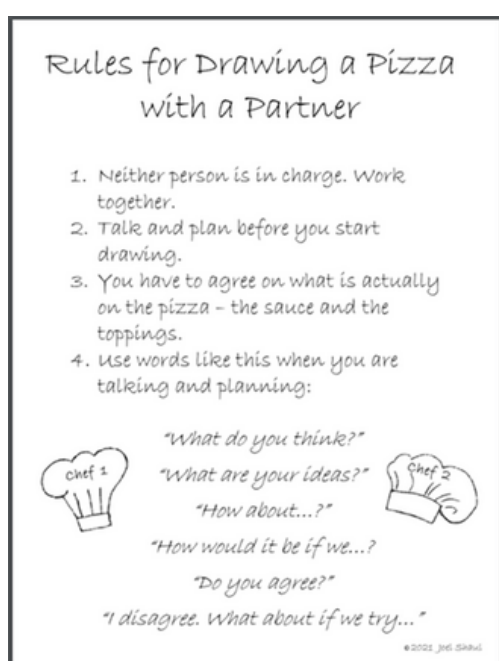 Rules for Drawing a Pizza
with a Partner
1. Neither person is in charge. Work
together.
2. Talk and plan before you start
drawing.
3. You have to agree on what is actually
on the pizza – the sauce and the
toppings.
4. Use words like this when you are
talking and planning:
"What do you think?"
Chef 1
"What are your ideas?"
Chef 2
"How about...?"
"How would it be if we...?
"Do you agree?"
"I disagree. What about if we try..."
©2021 Joel Shaul